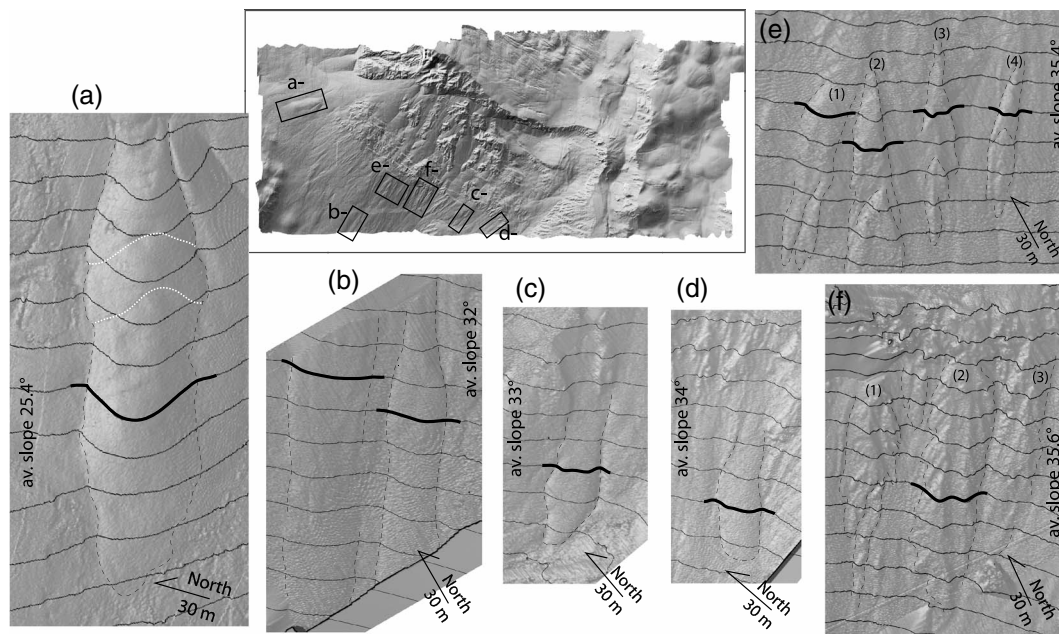 (a)
av. slope 25.4°
North
30 m
a-
b-
e-
f-
c-
d-
(b)
av. slope 32°
North
30 m
(c)
av. slope 33°
North
30 m
(d)
av. slope 34°
North
30 m
(e)
(1)
(2)
(3)
(4)
av. slope 35.4°
North
30 m
(f)
(1)
(2)
(3)
av. slope 35.6°
North
30 m